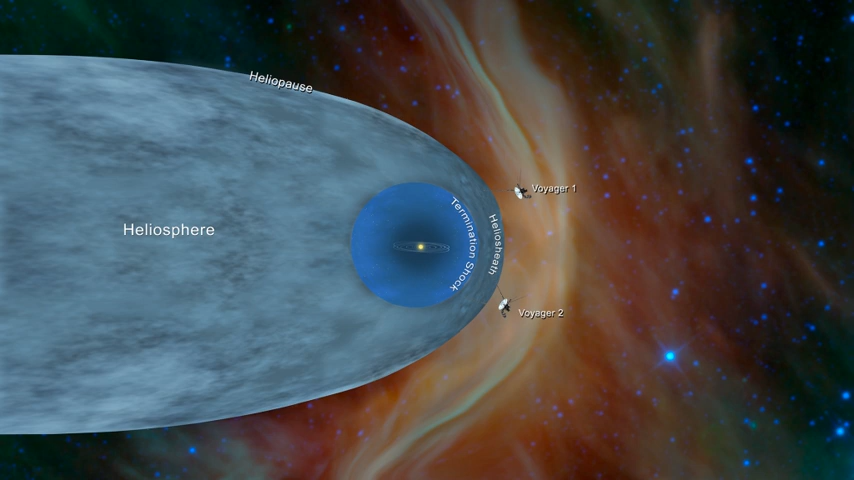 Heliopause
Voyager 1
Heliosphere
Termination Shock
Heliosheath
Voyager 2